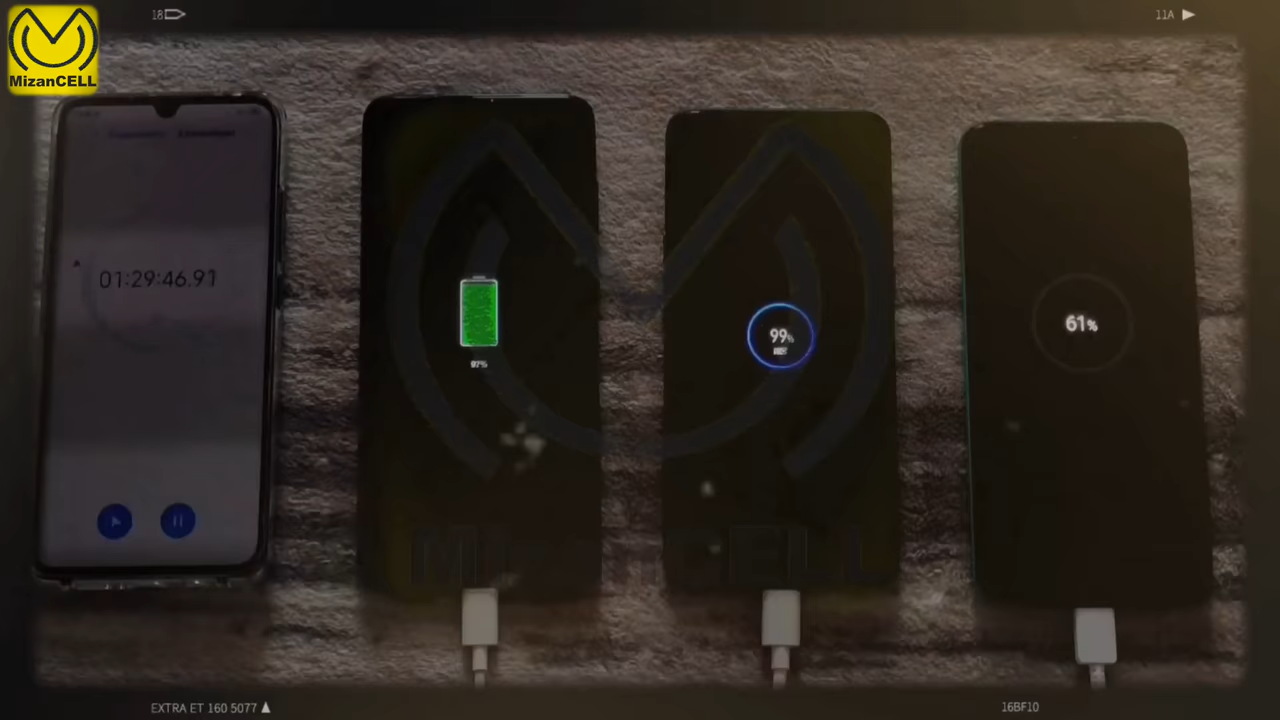 18
11A
MizanCELL
01:29:46.91
97%
99%
61%
EXTRA ET 160 5077
16BF10